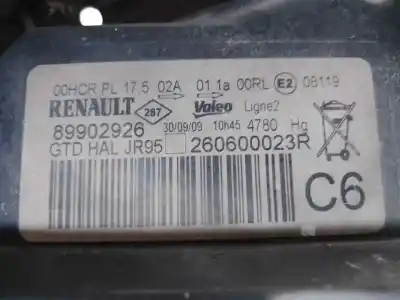 00HCR PL 17 5 02A 01 1a 00RL E2 08119
RENAULT 287 Valeo Ligne2
89902926 30/09/09 10h45 4780 Hg
GTD HAL JR95 260600023R
C6